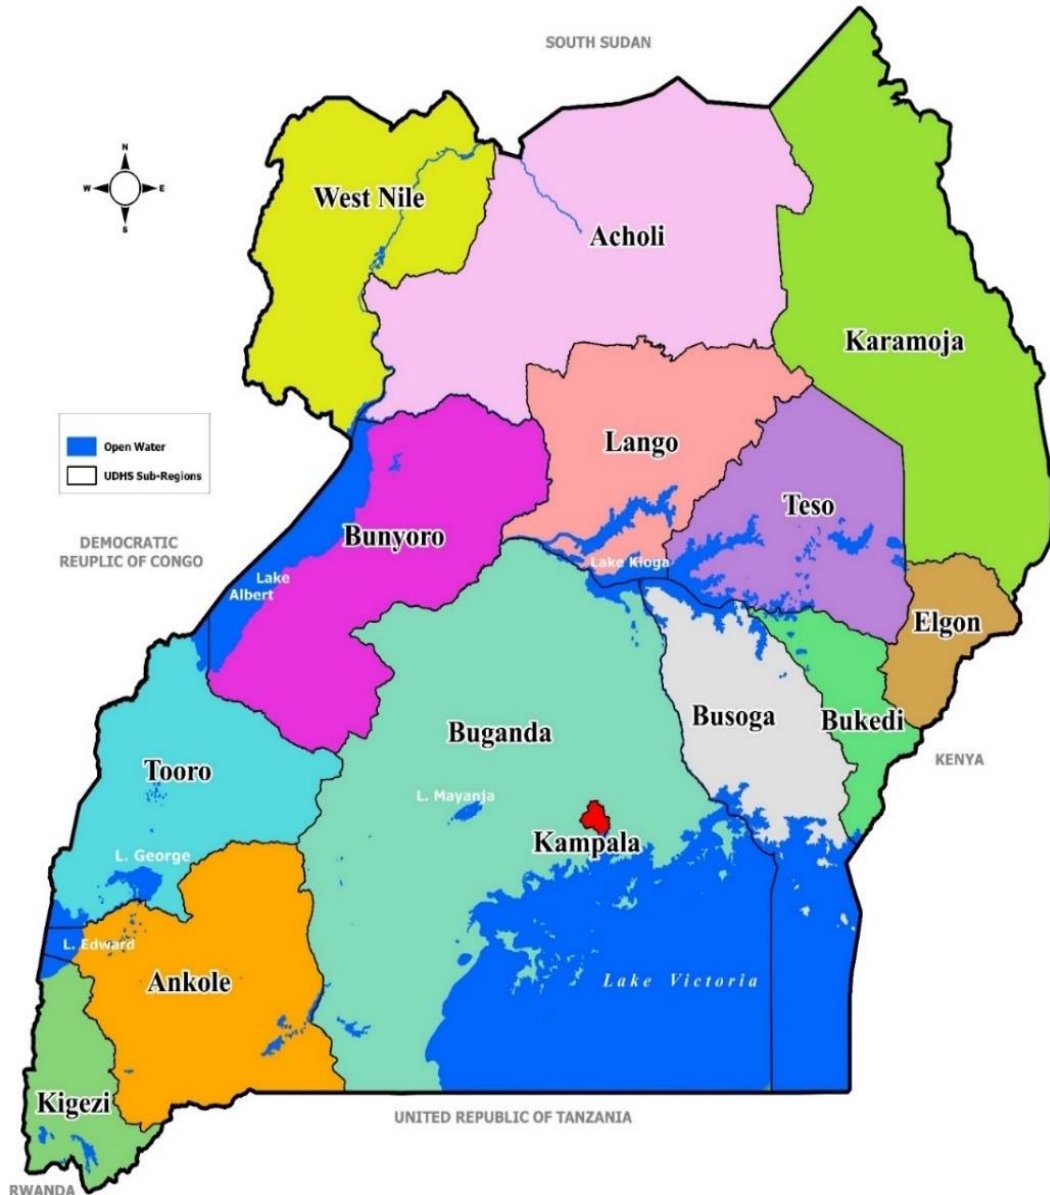 SOUTH SUDAN
N
W
E
S
West Nile
Acholi
Karamoja
Open Water
UDHS Sub-Regions
Lango
Teso
Bunyoro
DEMOCRATIC
REUPLIC OF CONGO
Lake Kioga
Lake
Albert
Elgon
Buganda
Busoga
Bukedi
KENYA
Tooro
L. Mayanja
Kampala
L. George
L. Edward
Ankole
Lake Victoria
Kigezi
UNITED REPUBLIC OF TANZANIA
RWANDA